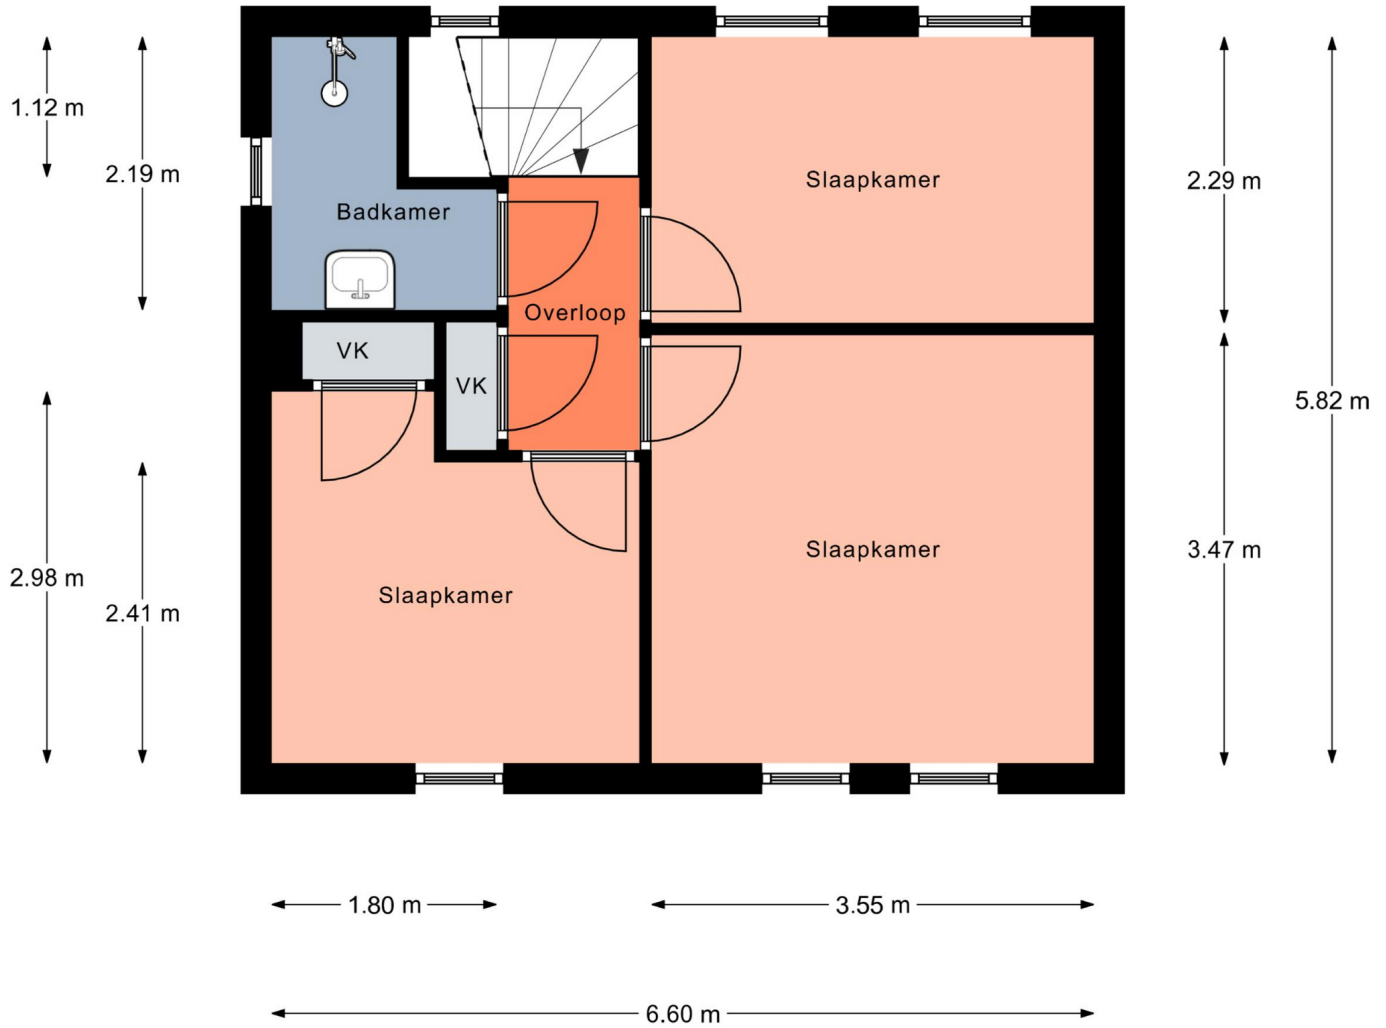 1.12 m
2.19 m
Slaapkamer
2.29 m
Badkamer
Overloop
VK
VK
5.82 m
Slaapkamer
3.47 m
2.98 m
Slaapkamer
2.41 m
1.80 m
3.55 m
6.60 m